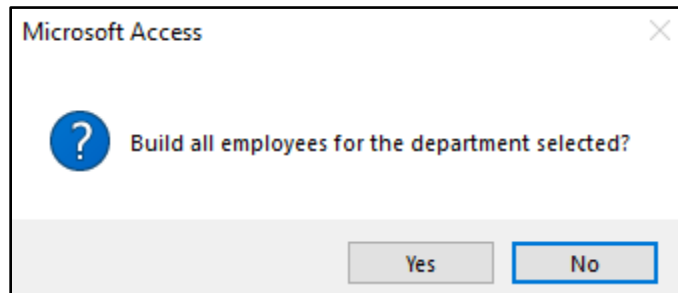 Microsoft Access
Build all employees for the department selected?
Yes
No